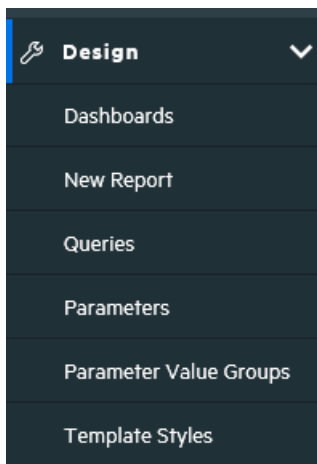 Design
Dashboards
New Report
Queries
Parameters
Parameter Value Groups
Template Styles